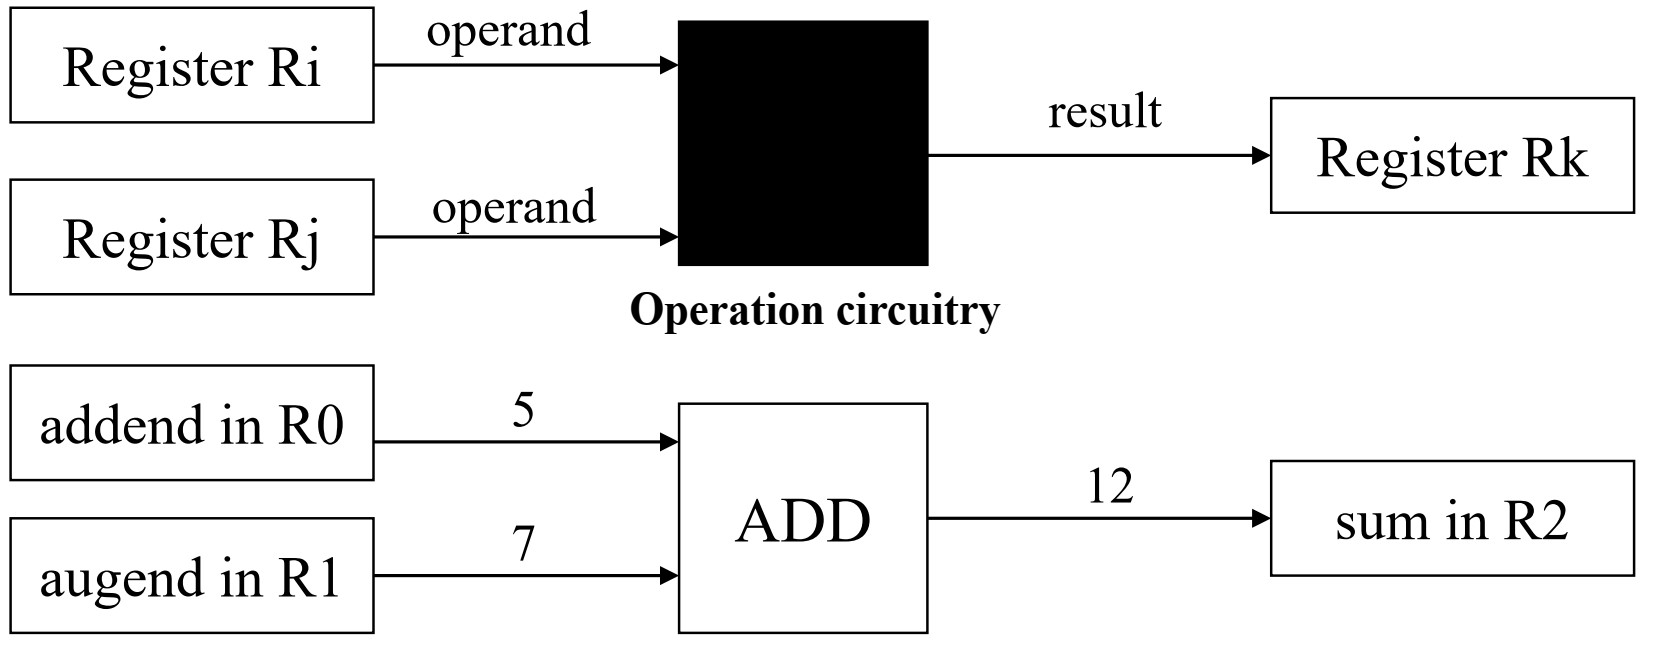 Register Ri
operand
Register Rj
operand
result
Register Rk
Operation circuitry
addend in R0
5
augend in R1
7
ADD
12
sum in R2